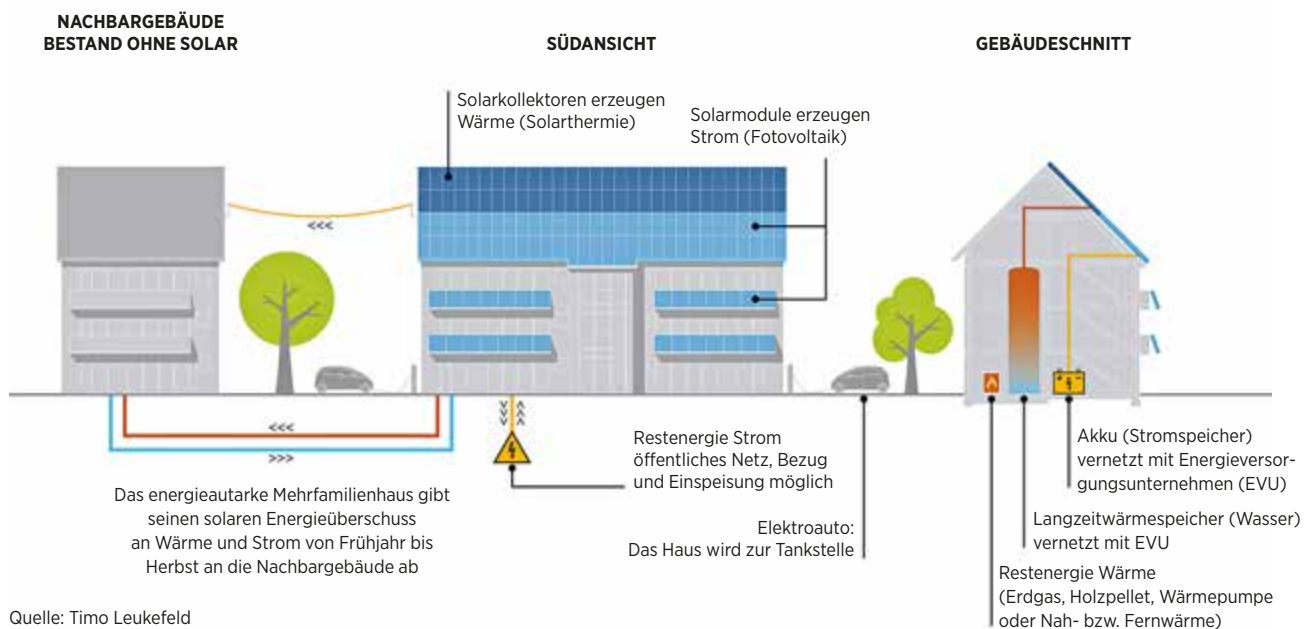 NACHBARGEBÄUDE
BESTAND OHNE SOLAR
SÜDANSICHT
GEBÄUDESCHNITT
Solarkollektoren erzeugen
Wärme (Solarthermie)
Solarmodule erzeugen
Strom (Fotovoltaik)
<<<
<<<
>>>
<<<
>>>
Das energieautarke Mehrfamilienhaus gibt
seinen solaren Energieüberschuss
an Wärme und Strom von Frühjahr bis
Herbst an die Nachbargebäude ab
Restenergie Strom
öffentliches Netz, Bezug
und Einspeisung möglich
Elektroauto:
Das Haus wird zur Tankstelle
Akku (Stromspeicher)
vernetzt mit Energieversor-
gungsunternehmen (EVU)
Langzeitwärmespeicher (Wasser)
vernetzt mit EVU
Restenergie Wärme
(Erdgas, Holzpellet, Wärmepumpe
oder Nah- bzw. Fernwärme)
Quelle: Timo Leukefeld